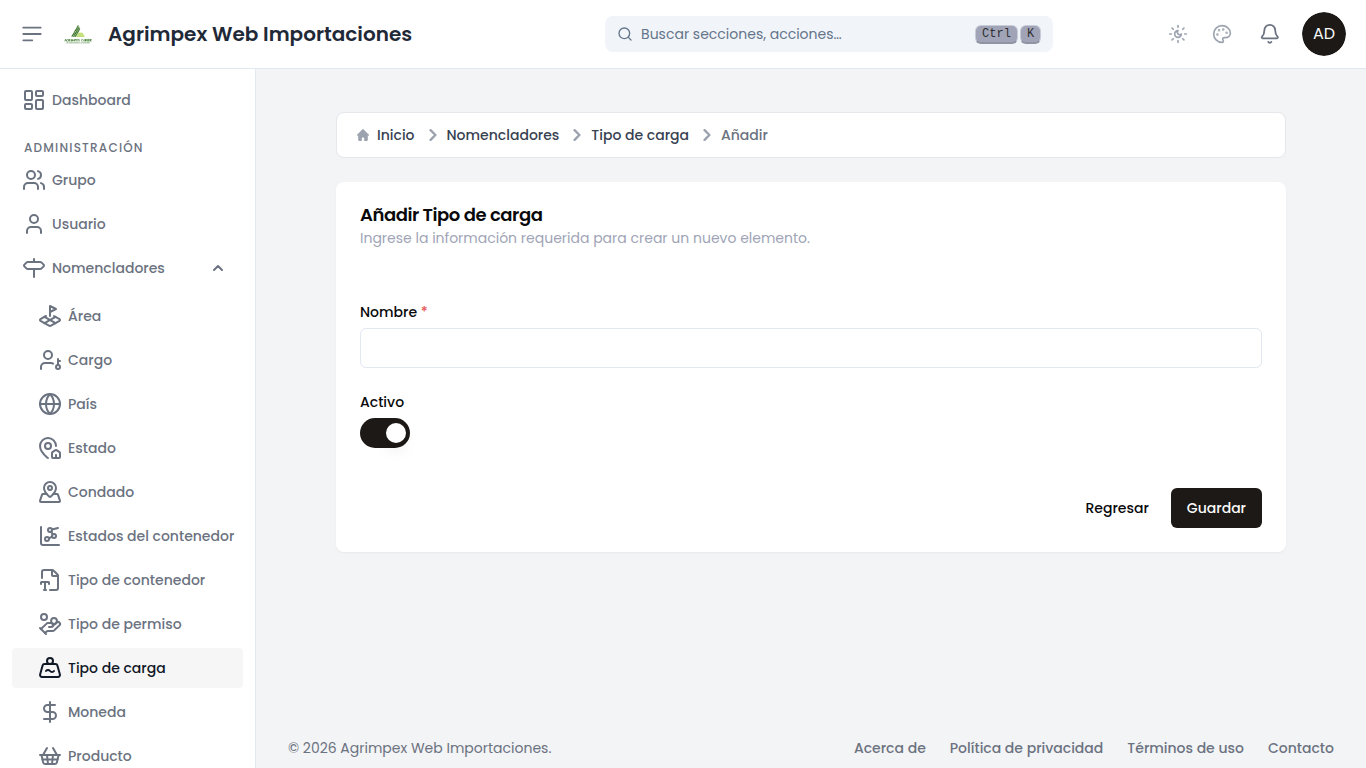 Agrimpex Web Importaciones
Buscar secciones, acciones...
Ctrl K
AD
Dashboard
ADMINISTRACIÓN
Grupo
Usuario
Nomencladores
Área
Cargo
País
Estado
Condado
Estados del contenedor
Tipo de contenedor
Tipo de permiso
Tipo de carga
Moneda
Producto
Inicio > Nomencladores > Tipo de carga > Añadir
Añadir Tipo de carga
Ingrese la información requerida para crear un nuevo elemento.
Nombre *
Activo
Regresar Guardar
© 2026 Agrimpex Web Importaciones.
Acerca de Política de privacidad Términos de uso Contacto